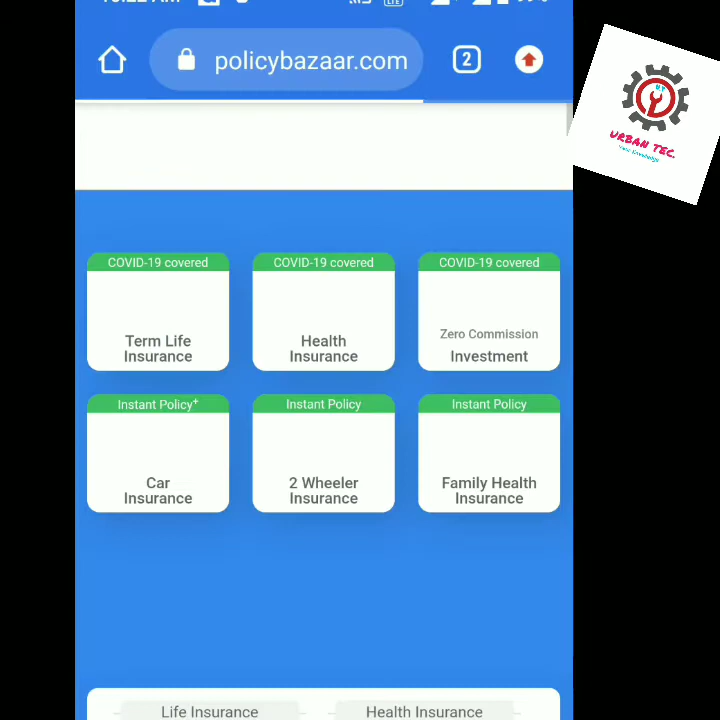 policybazaar.com
2
URBAN TEC.
COVID-19 covered
Term Life
Insurance
COVID-19 covered
Health
Insurance
COVID-19 covered
Zero Commission
Investment
Instant Policy+
Car
Insurance
Instant Policy
2 Wheeler
Insurance
Instant Policy
Family Health
Insurance
Life Insurance
Health Insurance